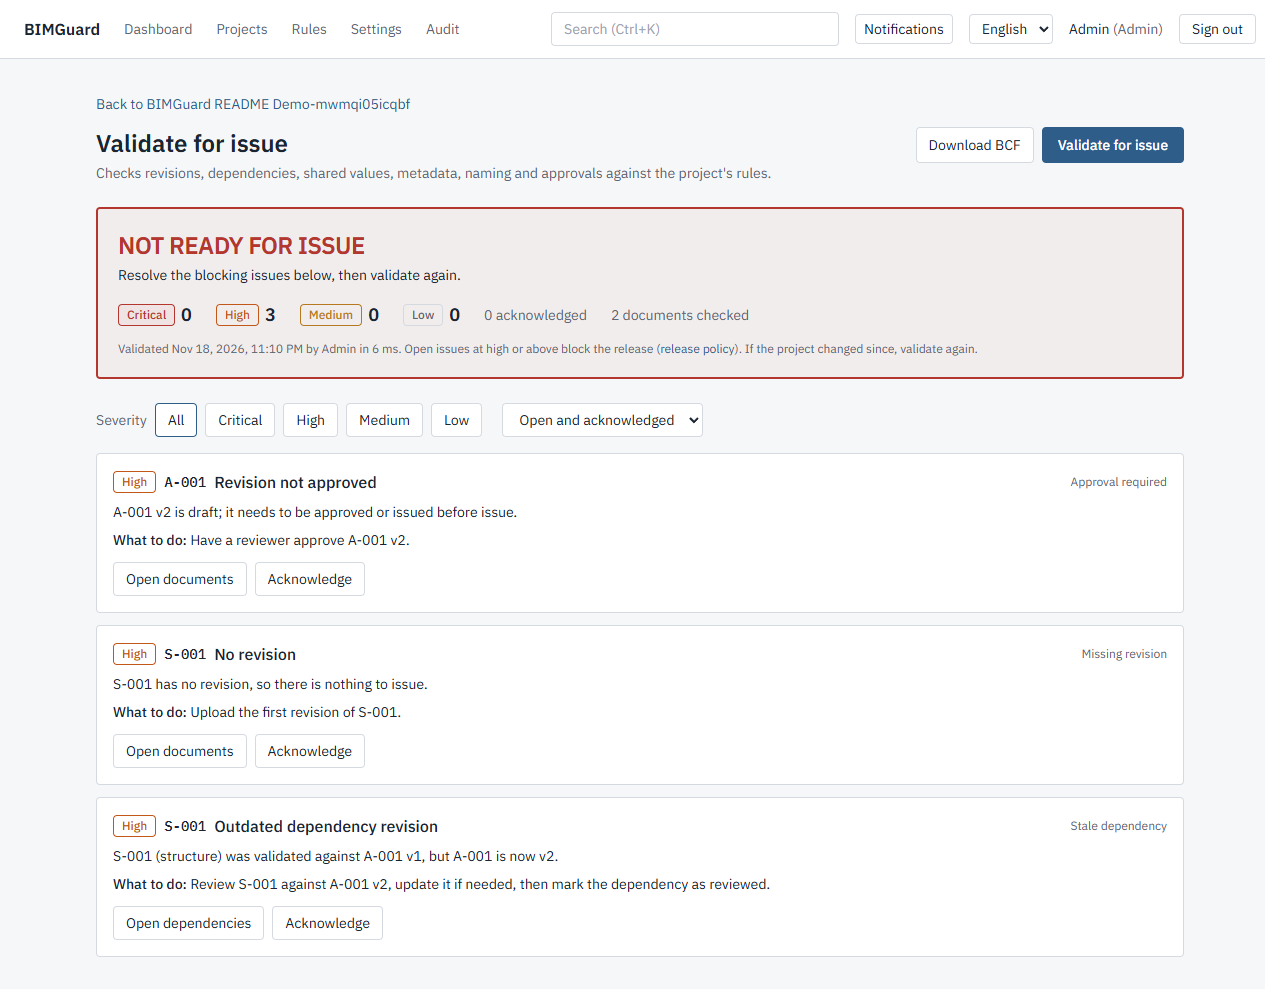 BIMGuard Dashboard Projects Rules Settings Audit Search (Ctrl+K) Notifications English Admin (Admin) Sign out
Back to BIMGuard README Demo-mwmqi05icqbf
Validate for issue Download BCF Validate for issue
Checks revisions, dependencies, shared values, metadata, naming and approvals against the project's rules.
NOT READY FOR ISSUE
Resolve the blocking issues below, then validate again.
Critical 0 High 3 Medium 0 Low 0 0 acknowledged 2 documents checked
Validated Nov 18, 2026, 11:10 PM by Admin in 6 ms. Open issues at high or above block the release (release policy). If the project changed since, validate again.
Severity All Critical High Medium Low Open and acknowledged
High A-001 Revision not approved Approval required
A-001 v2 is draft; it needs to be approved or issued before issue.
What to do: Have a reviewer approve A-001 v2.
Open documents Acknowledge
High S-001 No revision Missing revision
S-001 has no revision, so there is nothing to issue.
What to do: Upload the first revision of S-001.
Open documents Acknowledge
High S-001 Outdated dependency revision Stale dependency
S-001 (structure) was validated against A-001 v1, but A-001 is now v2.
What to do: Review S-001 against A-001 v2, update it if needed, then mark the dependency as reviewed.
Open dependencies Acknowledge